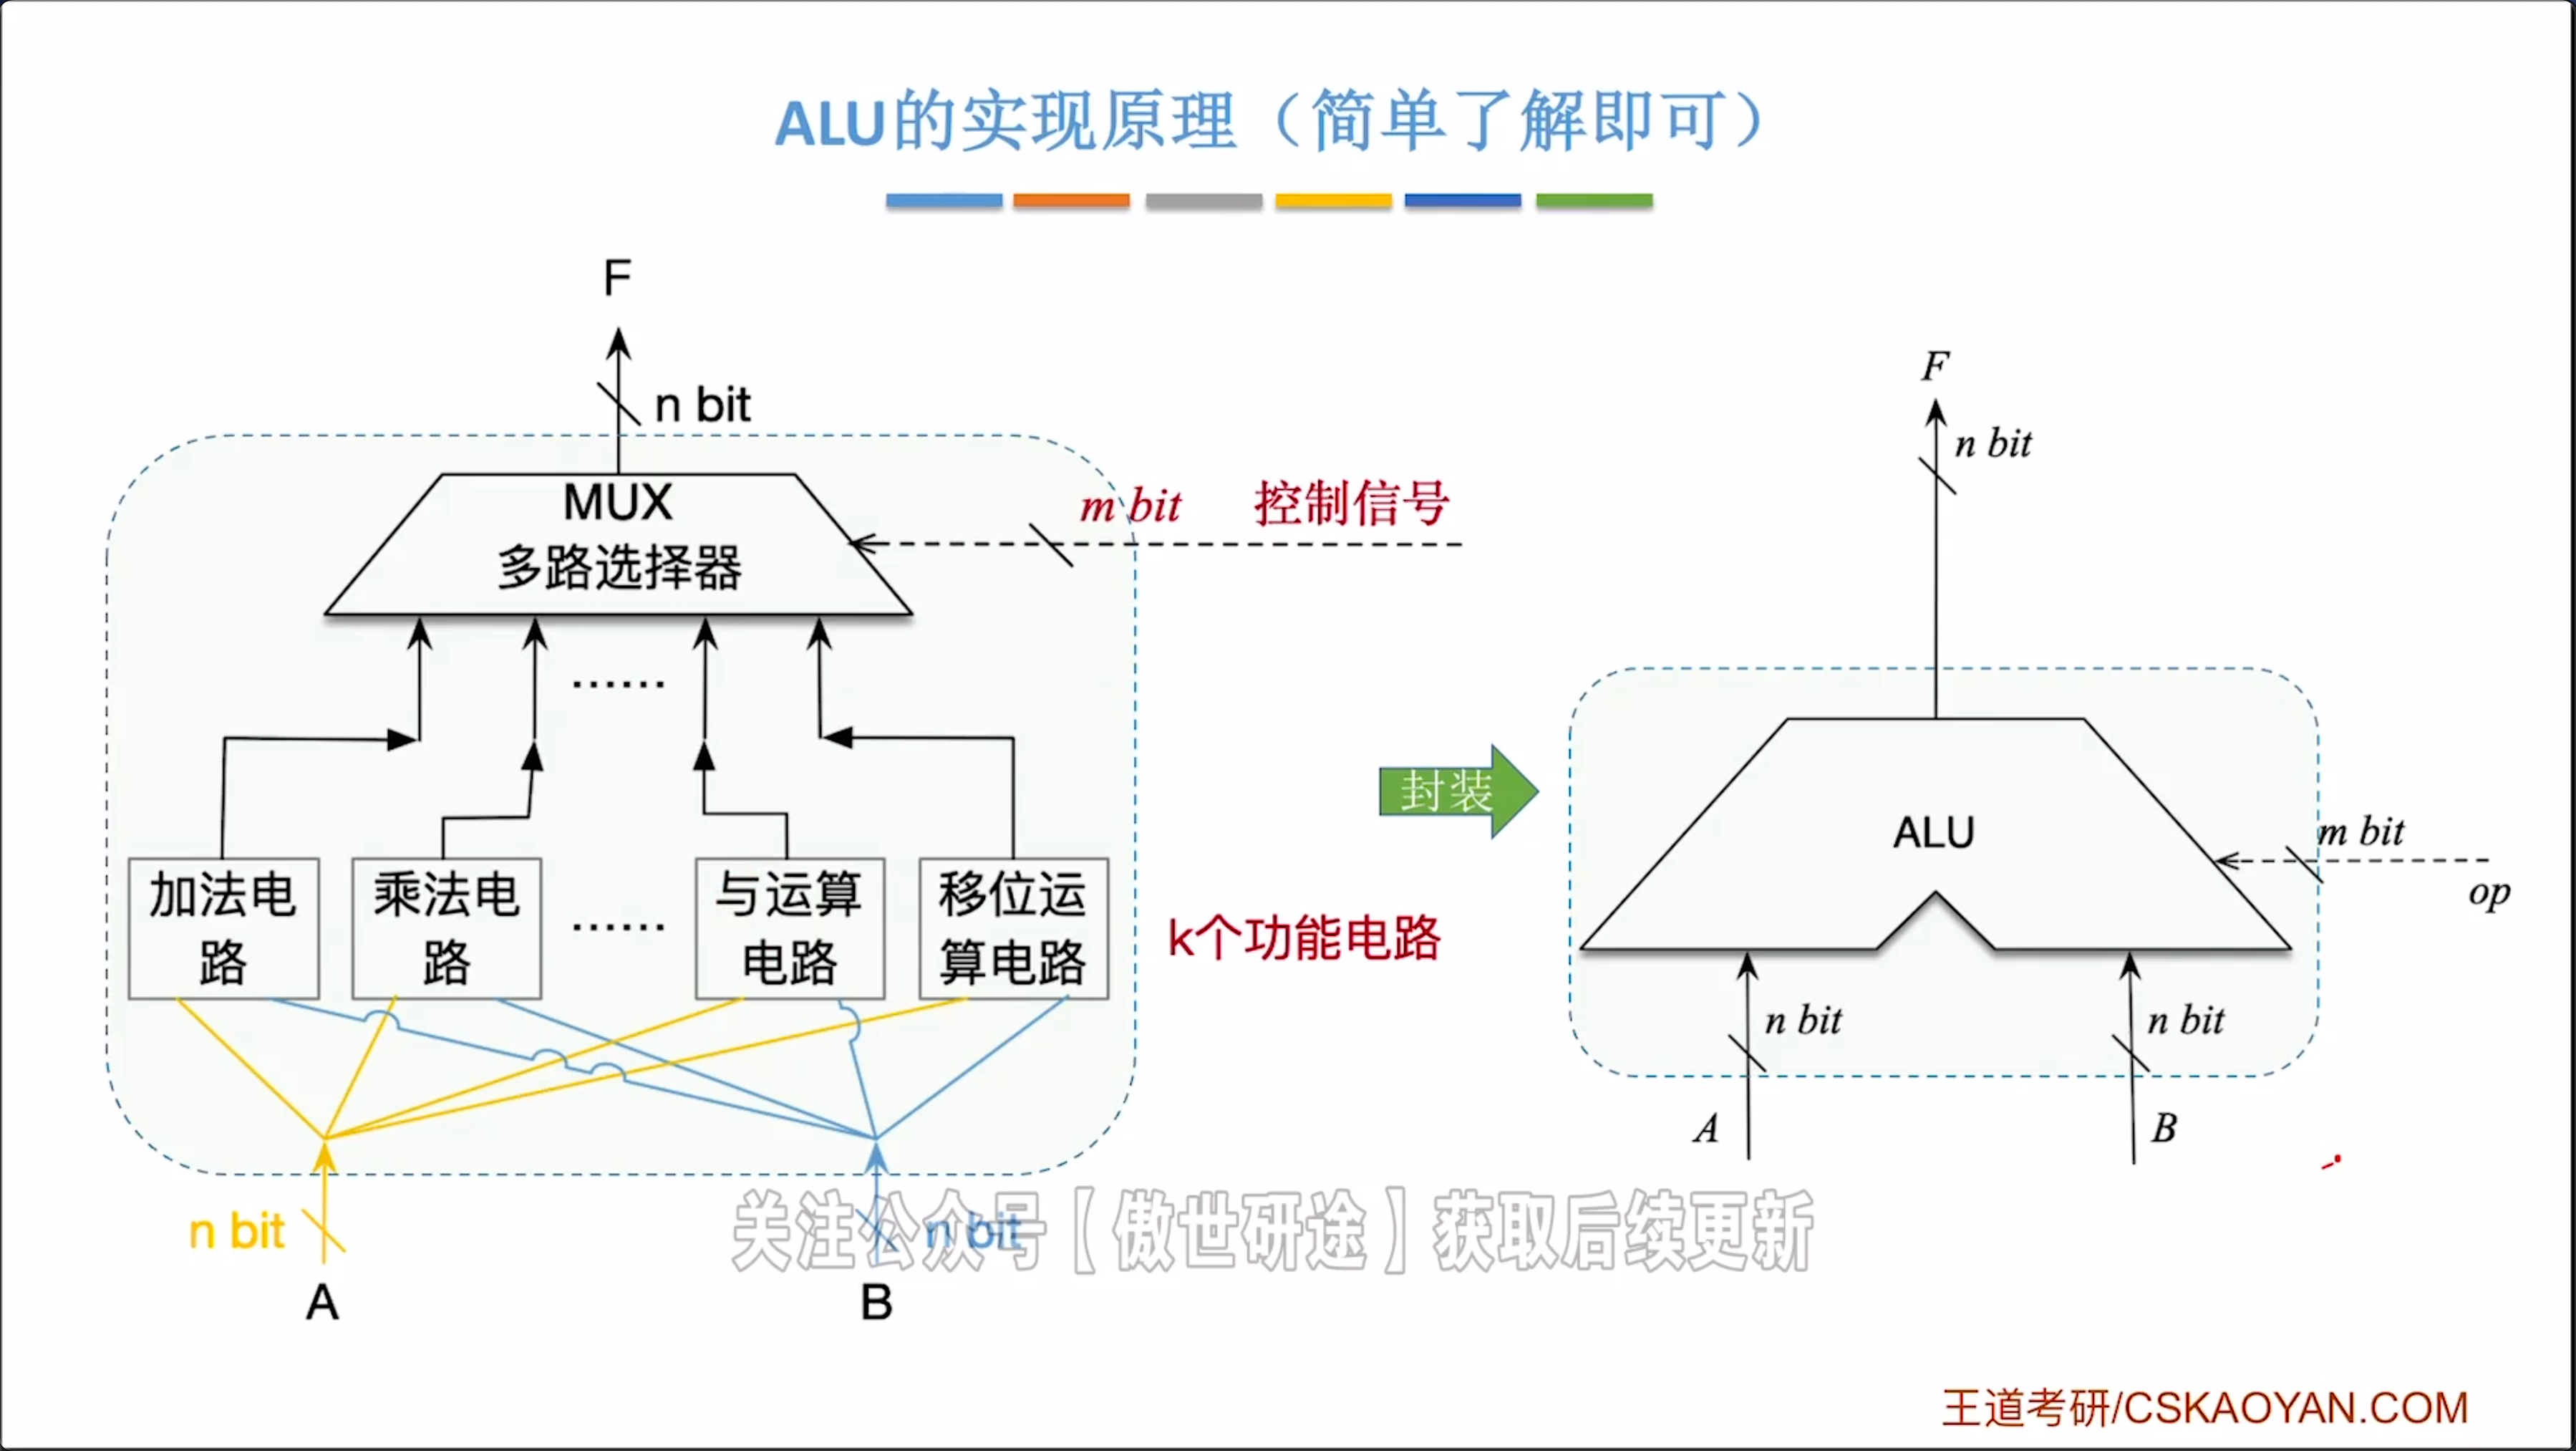 ALU的实现原理（简单了解即可）
F
n bit
MUX
多路选择器
m bit
控制信号
......
加法电
路
乘法电
路
......
与运算
电路
移位运
算电路
k个功能电路
n bit
A
n bit
B
封装
F
n bit
ALU
m bit
op
n bit
n bit
A
B
关注公众号【傲世研途】获取后续更新
王道考研/CSKAOYAN.COM